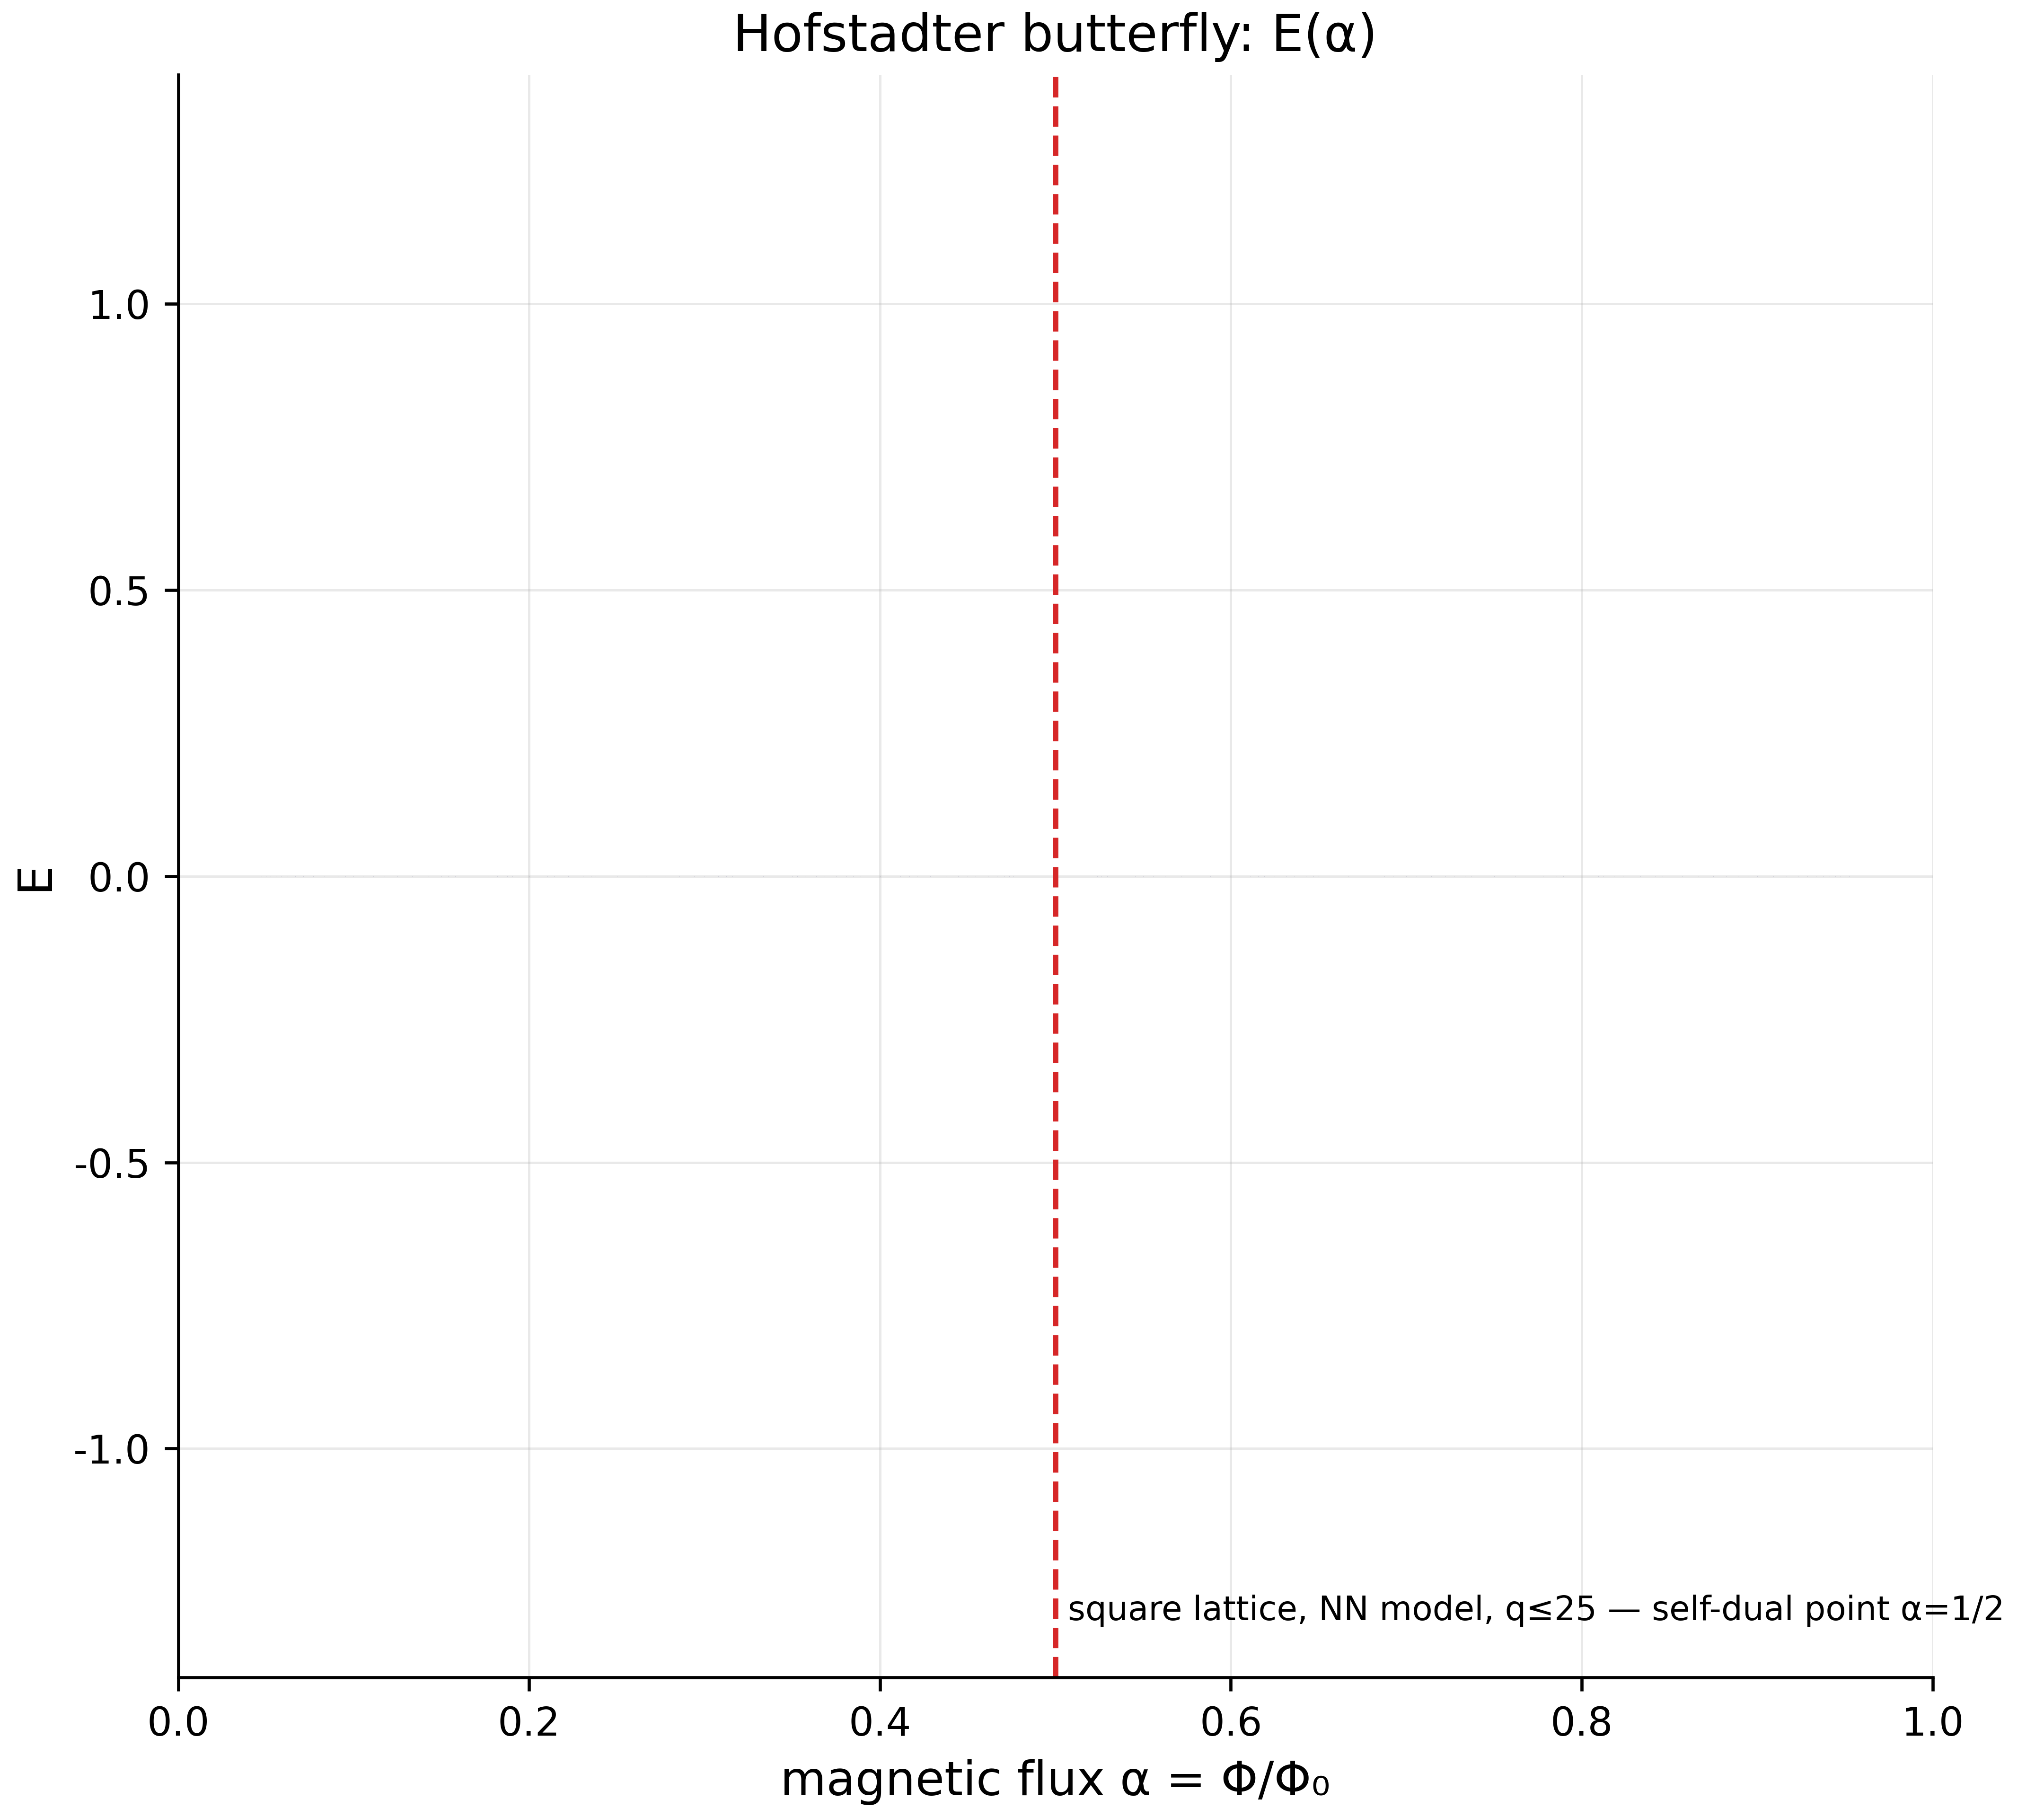 Hofstadter butterfly: E(α)
1.0
0.5
0.0
-0.5
-1.0
E
square lattice, NN model, q≤25 — self-dual point α=1/2
0.0 0.2 0.4 0.6 0.8 1.0
magnetic flux α = Φ/Φ₀